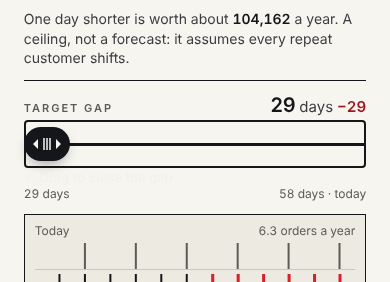 One day shorter is worth about 104,162 a year. A
ceiling, not a forecast: it assumes every repeat
customer shifts.
TARGET GAP
29 days −29
29 days
58 days · today
Today
6.3 orders a year